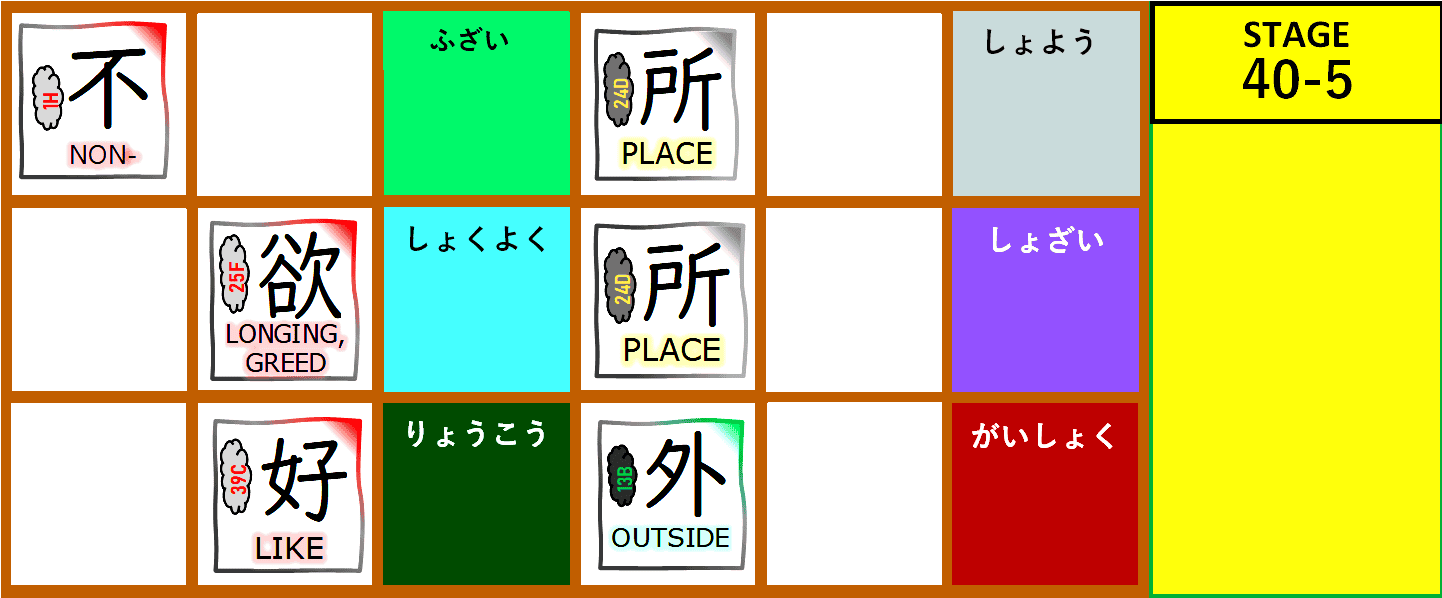 1H
不
NON-
ふざい
24D
所
PLACE
しょよう
STAGE
40-5
25F
欲
LONGING,
GREED
しょくよく
24D
所
PLACE
しょざい
39C
好
LIKE
りょうこう
13B
外
OUTSIDE
がいしょく